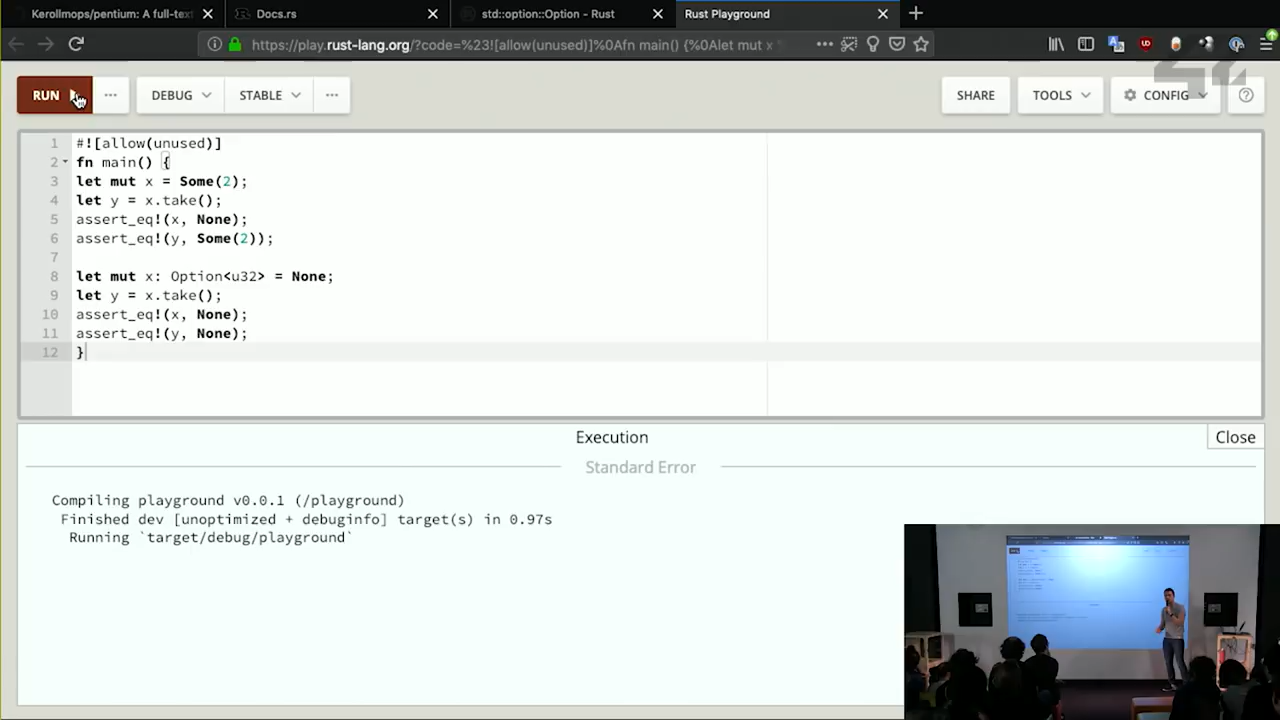 Kerollmops/pentium: A full-text
Docs.rs
std::option::Option - Rust
Rust Playground
https://play.rust-lang.org/?code=%23![allow(unused)]%0Afn main() {%0Alet mut x
42
RUN
DEBUG
STABLE
SHARE
TOOLS
CONFIG
1 #![allow(unused)]
2 fn main() {
3 let mut x = Some(2);
4 let y = x.take();
5 assert_eq!(x, None);
6 assert_eq!(y, Some(2));
7
8 let mut x: Option<u32> = None;
9 let y = x.take();
10 assert_eq!(x, None);
11 assert_eq!(y, None);
12 }
Execution
Close
Standard Error
Compiling playground v0.0.1 (/playground)
Finished dev [unoptimized + debuginfo] target(s) in 0.97s
Running `target/debug/playground`